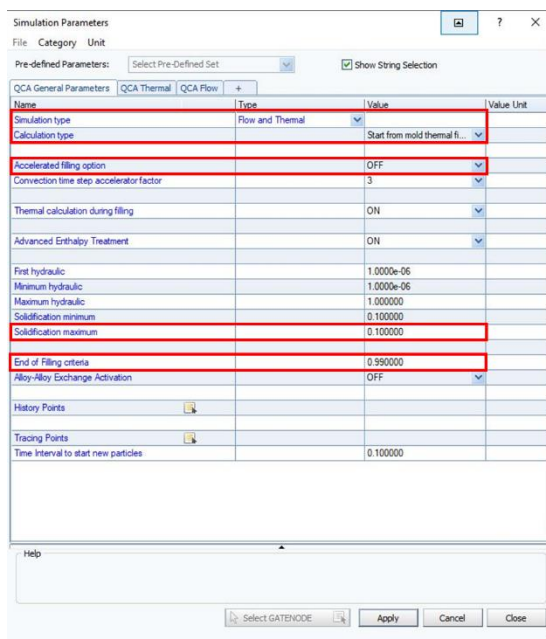 Simulation Parameters ? ×
File Category Unit
Pre-defined Parameters: Select Pre-Defined Set Show String Selection
QCA General Parameters QCA Thermal QCA Flow +
Name Type Value Value Unit
Simulation type Flow and Thermal
Calculation type Start from mold thermal fi...
Accelerated filling option OFF
Convection time step accelerator factor 3
Thermal calculation during filling ON
Advanced Enthalpy Treatment ON
First hydraulic 1.0000e-06
Minimum hydraulic 1.0000e-06
Maximum hydraulic 1.000000
Solidification minimum 0.100000
Solidification maximum 0.100000
End of Filling criteria 0.990000
Alloy-Alloy Exchange Activation OFF
History Points
Tracing Points
Time Interval to start new particles 0.100000
Help
Select GATENODE Apply Cancel Close